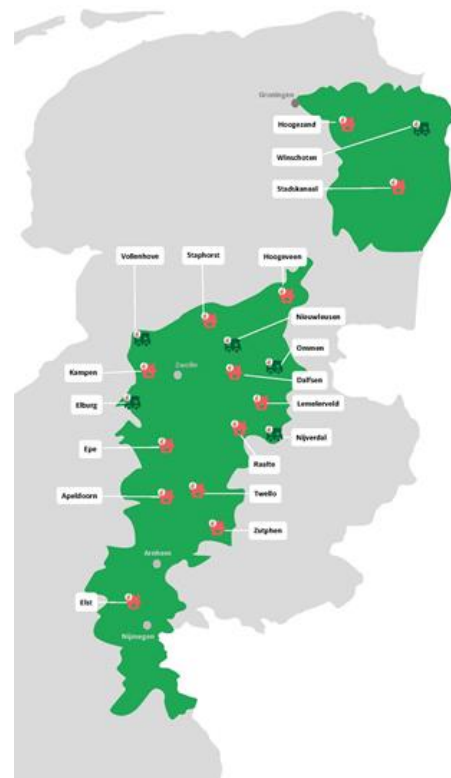 Groningen
Hoogezand
Winschoten
Stadskanaal
Hoogeveen
Staphorst
Vollenhove
Nieuwleusen
Ommen
Kampen
Zwolle
Dalfsen
Elburg
Lemelerveld
Nijverdal
Epe
Raalte
Apeldoorn
Twello
Zutphen
Arnhem
Elst
Nijmegen